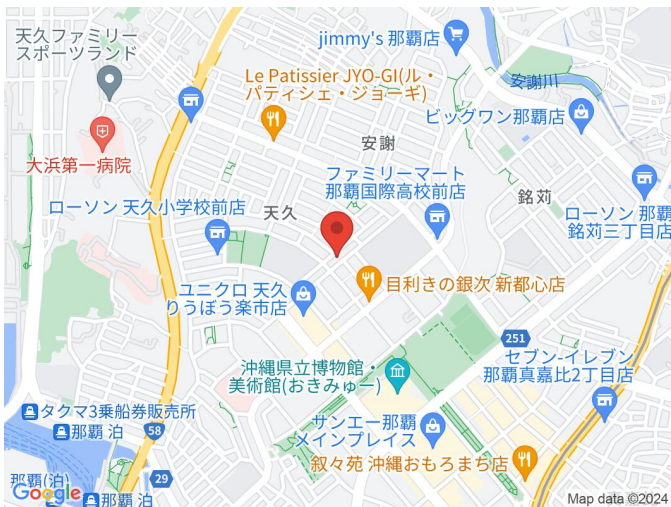 天久ファミリー
スポーツランド
jimmy's 那覇店
Le Patissier JYO-GI(ル・
パティシェ・ジョーギ)
安謝川
ビッグワン那覇店
大浜第一病院
安謝
ファミリーマート
那覇国際高校前店
銘苅
ローソン 天久小学校前店
天久
ローソン 那覇
銘苅三丁目店
ユニクロ 天久
りうぼう楽市店
目利きの銀次 新都心店
251
セブン-イレブン
那覇真嘉比2丁目店
沖縄県立博物館・
美術館(おきみゅー)
タクマ3乗船券販売所
那覇 泊
58
サンエー那覇
メインプレイス
叙々苑 沖縄おもろまち店
29
那覇(泊)
Google
那覇 泊
Map data ©2024